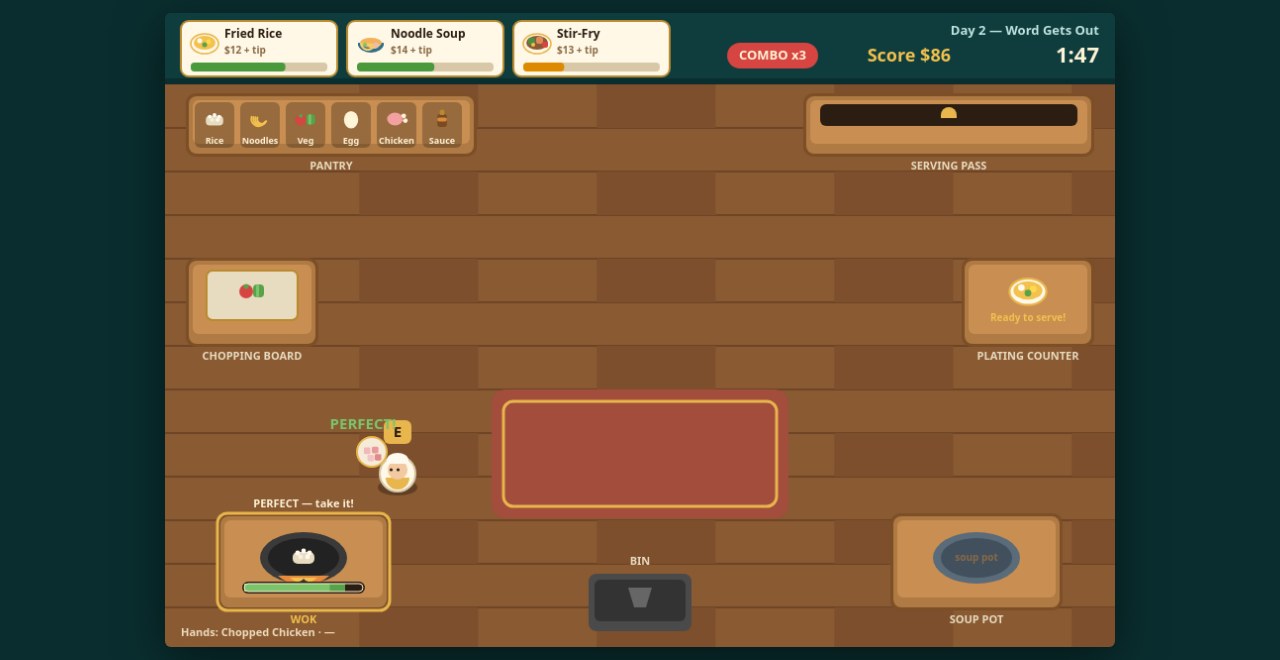 Fried Rice
$12 + tip
Noodle Soup
$14 + tip
Stir-Fry
$13 + tip
COMBO x3
Score $86
Day 2 — Word Gets Out
1:47
Rice
Noodles
Veg
Egg
Chicken
Sauce
PANTRY
SERVING PASS
CHOPPING BOARD
Ready to serve!
PLATING COUNTER
PERFECT!
E
PERFECT — take it!
WOK
BIN
soup pot
SOUP POT
Hands: Chopped Chicken · —